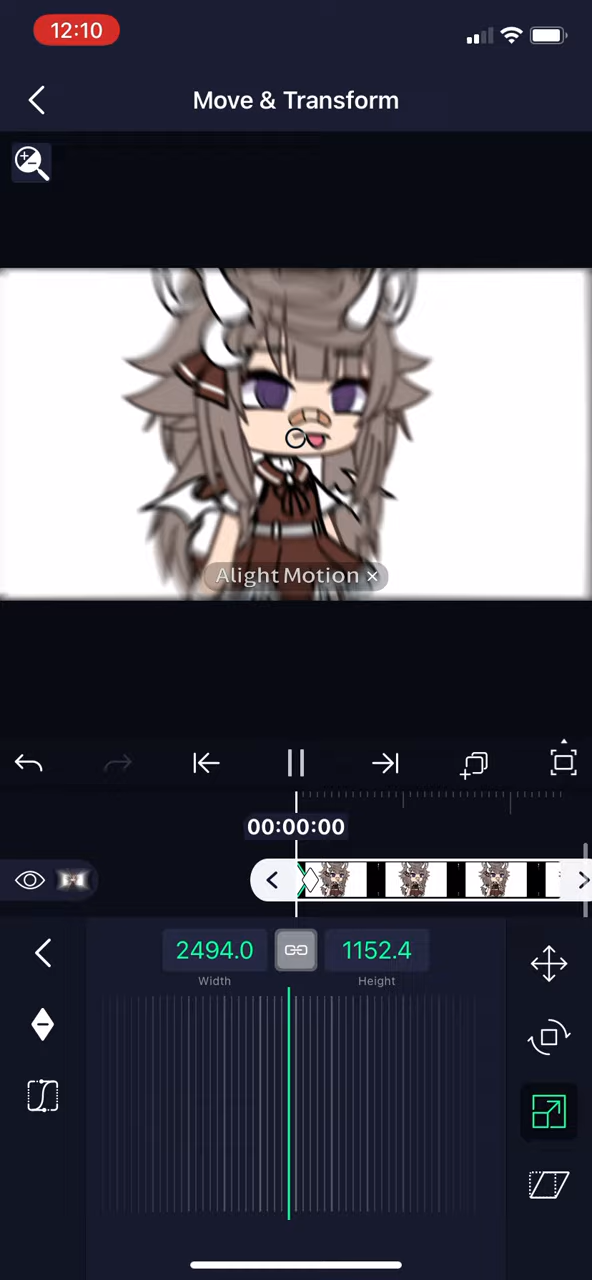 12:10
Move & Transform
Alight Motion ×
00:00:00
2494.0 1152.4
Width Height